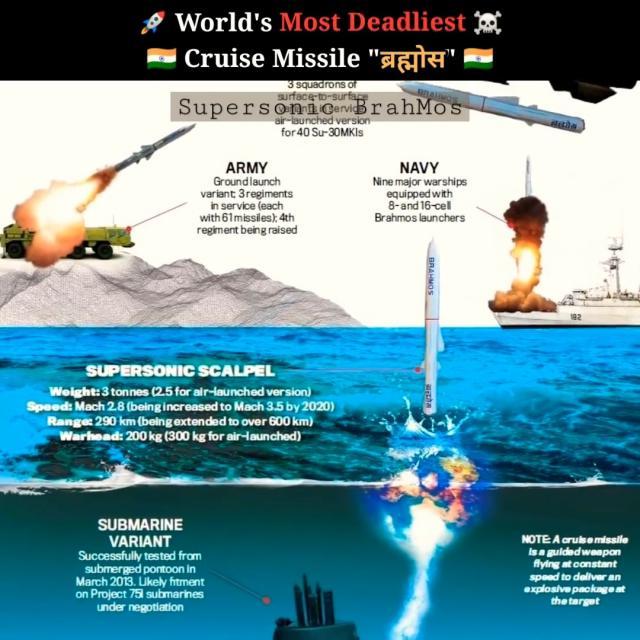 🚀 World's Most Deadliest ☠️
🇮🇳 Cruise Missile "ब्रह्मोस" 🇮🇳
3 squadrons of
surface-to-surface
Supersonic BrahMos
air-launched version
for 40 Su-30MKIs
BRAHMOS
ब्रह्मोस
ARMY
Ground launch
variant; 3 regiments
in service (each
with 61 missiles); 4th
regiment being raised
NAVY
Nine major warships
equipped with
8- and 16-cell
Brahmos launchers
182
BRAHMOS
ब्रह्मोस
SUPERSONIC SCALPEL
Weight: 3 tonnes (2.5 for air-launched version)
Speed: Mach 2.8 (being increased to Mach 3.5 by 2020)
Range: 290 km (being extended to over 600 km)
Warhead: 200 kg (300 kg for air-launched)
SUBMARINE
VARIANT
Successfully tested from
submerged pontoon in
March 2013. Likely fitment
on Project 75I submarines
under negotiation
NOTE: A cruise missile
is a guided weapon
flying at constant
speed to deliver an
explosive package at
the target